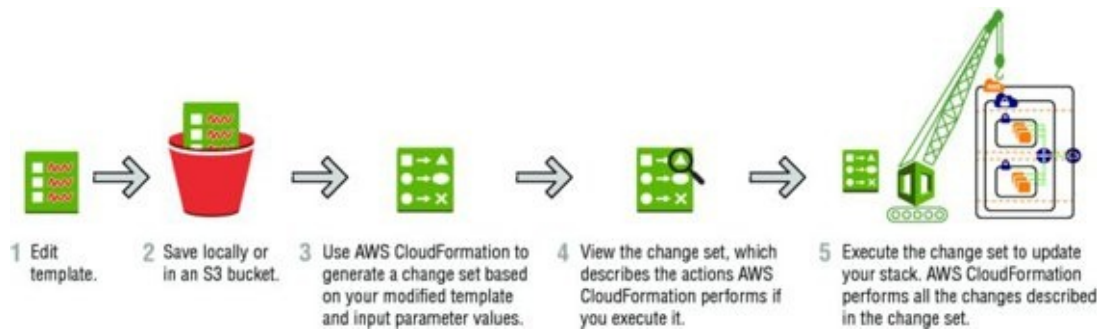 1 Edit
template.
2 Save locally or
in an S3 bucket.
3 Use AWS CloudFormation to
generate a change set based
on your modified template
and input parameter values.
4 View the change set, which
describes the actions AWS
CloudFormation performs if
you execute it.
5 Execute the change set to update
your stack. AWS CloudFormation
performs all the changes described
in the change set.